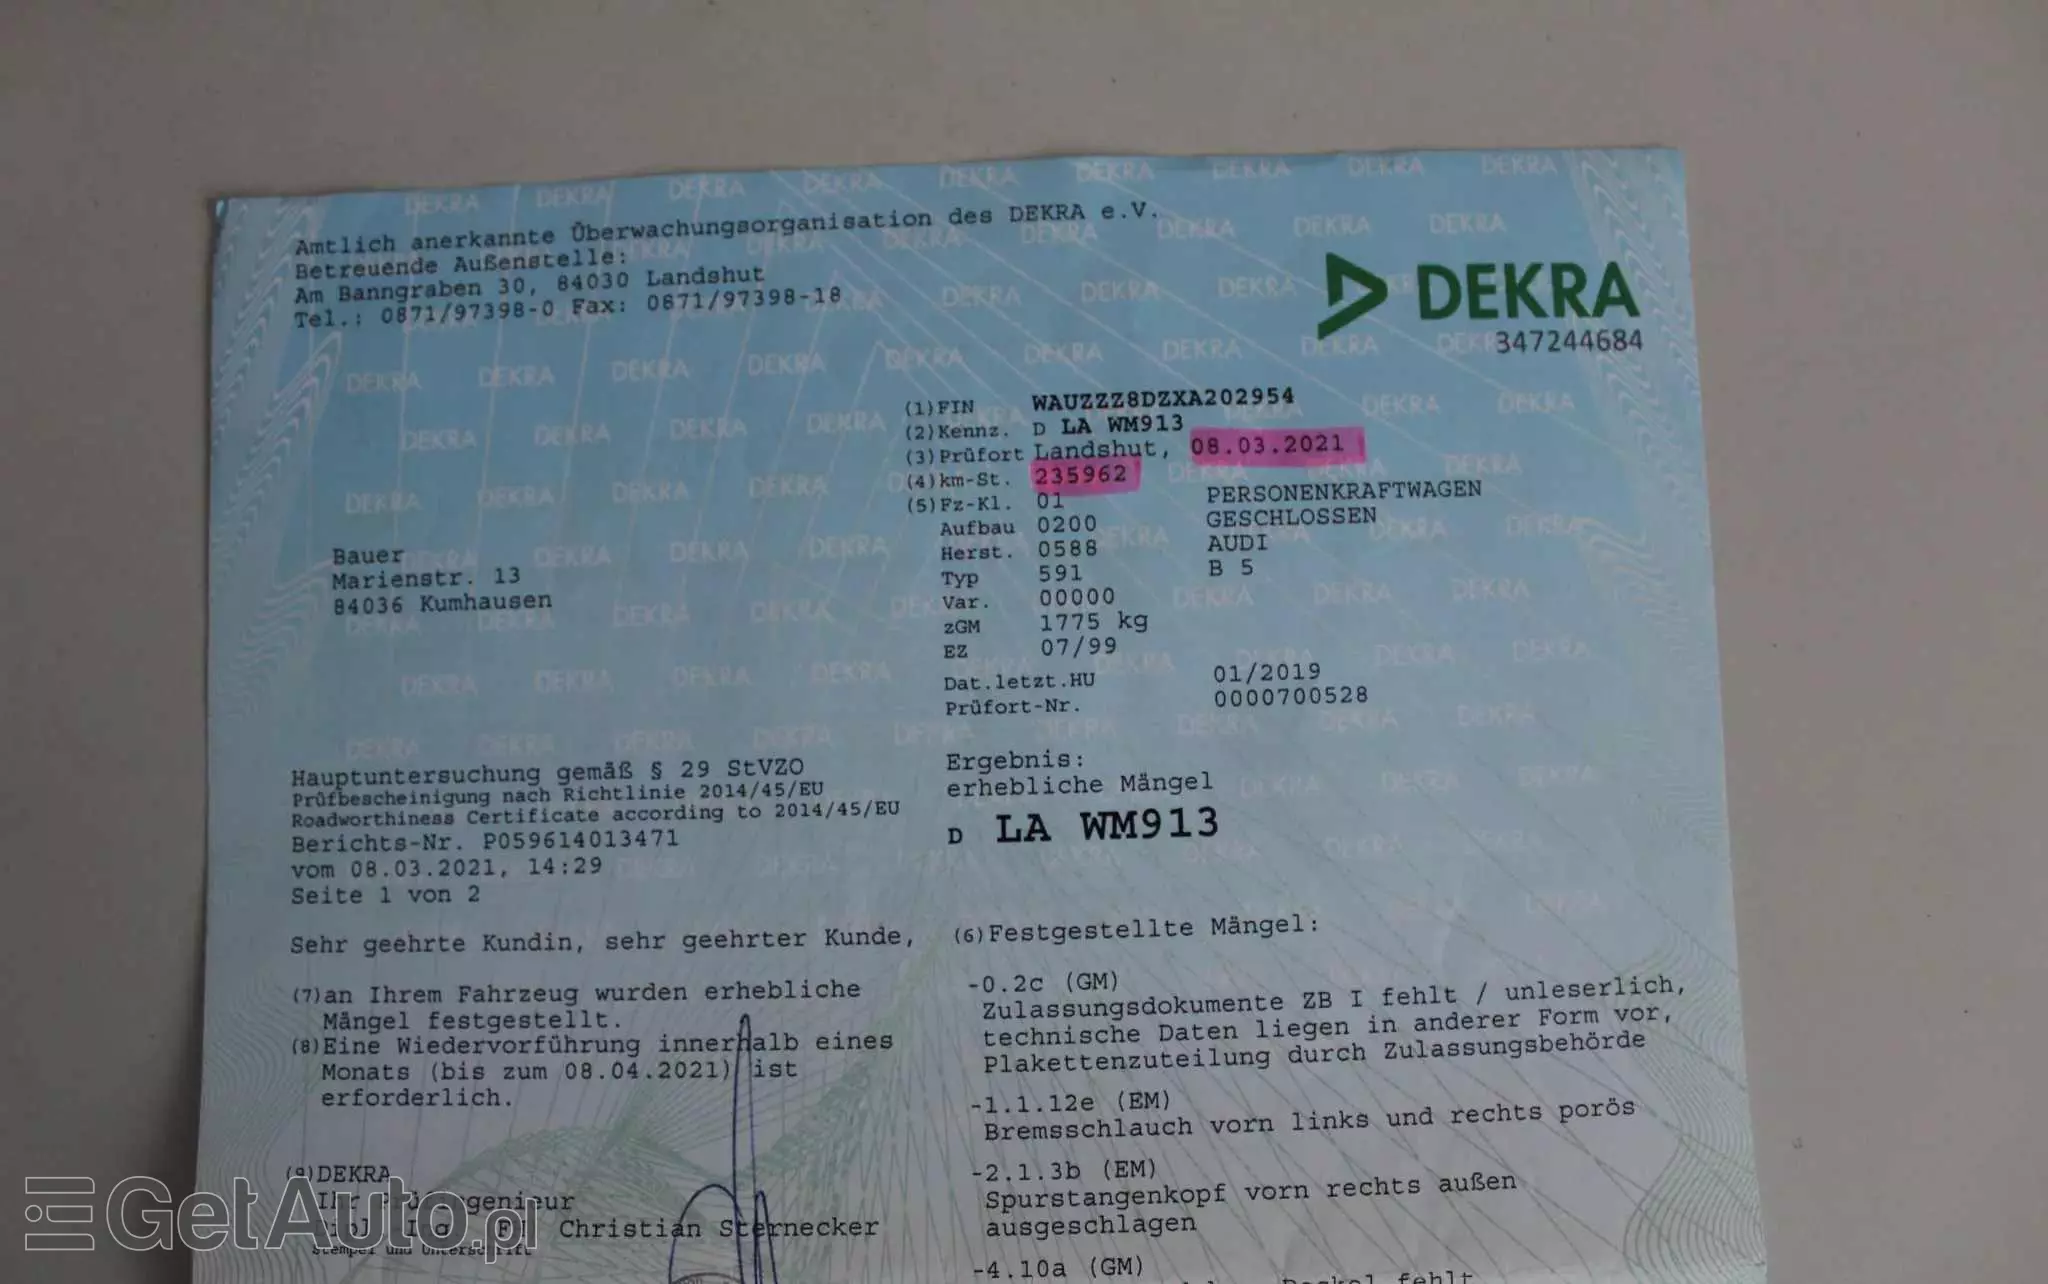 Amtlich anerkannte Überwachungsorganisation des DEKRA e.V.
Betreuende Außenstelle:
Am Banngraben 30, 84030 Landshut
Tel.: 0871/97398-0 Fax: 0871/97398-18
DEKRA
347244684
(1)FIN WAUZZZ8DZXA202954
(2)Kennz. D LA WM913
(3)Prüfort Landshut, 08.03.2021
(4)km-St. 235962
(5)Fz-Kl. 01 PERSONENKRAFTWAGEN
Aufbau 0200 GESCHLOSSEN
Herst. 0588 AUDI
Typ 591 B 5
Var. 00000
zGM 1775 kg
EZ 07/99
Dat.letzt.HU 01/2019
Prüfort-Nr. 0000700528
Bauer
Marienstr. 13
84036 Kumhausen
Hauptuntersuchung gemäß § 29 StVZO
Prüfbescheinigung nach Richtlinie 2014/45/EU
Roadworthiness Certificate according to 2014/45/EU
Berichts-Nr. P059614013471
vom 08.03.2021, 14:29
Seite 1 von 2
Ergebnis:
erhebliche Mängel
D LA WM913
Sehr geehrte Kundin, sehr geehrter Kunde,
(7)an Ihrem Fahrzeug wurden erhebliche
Mängel festgestellt.
(8)Eine Wiedervorführung innerhalb eines
Monats (bis zum 08.04.2021) ist
erforderlich.
(9)DEKRA
Ihr Prüfingenieur
Christian Sternecker
Stempel und Unterschrift
(6)Festgestellte Mängel:
-0.2c (GM)
Zulassungsdokumente ZB I fehlt / unleserlich,
technische Daten liegen in anderer Form vor,
Plakettenzuteilung durch Zulassungsbehörde
-1.1.12e (EM)
Bremsschlauch vorn links und rechts porös
-2.1.3b (EM)
Spurstangenkopf vorn rechts außen
ausgeschlagen
-4.10a (GM)
Deckel fehlt
GetAuto.pl